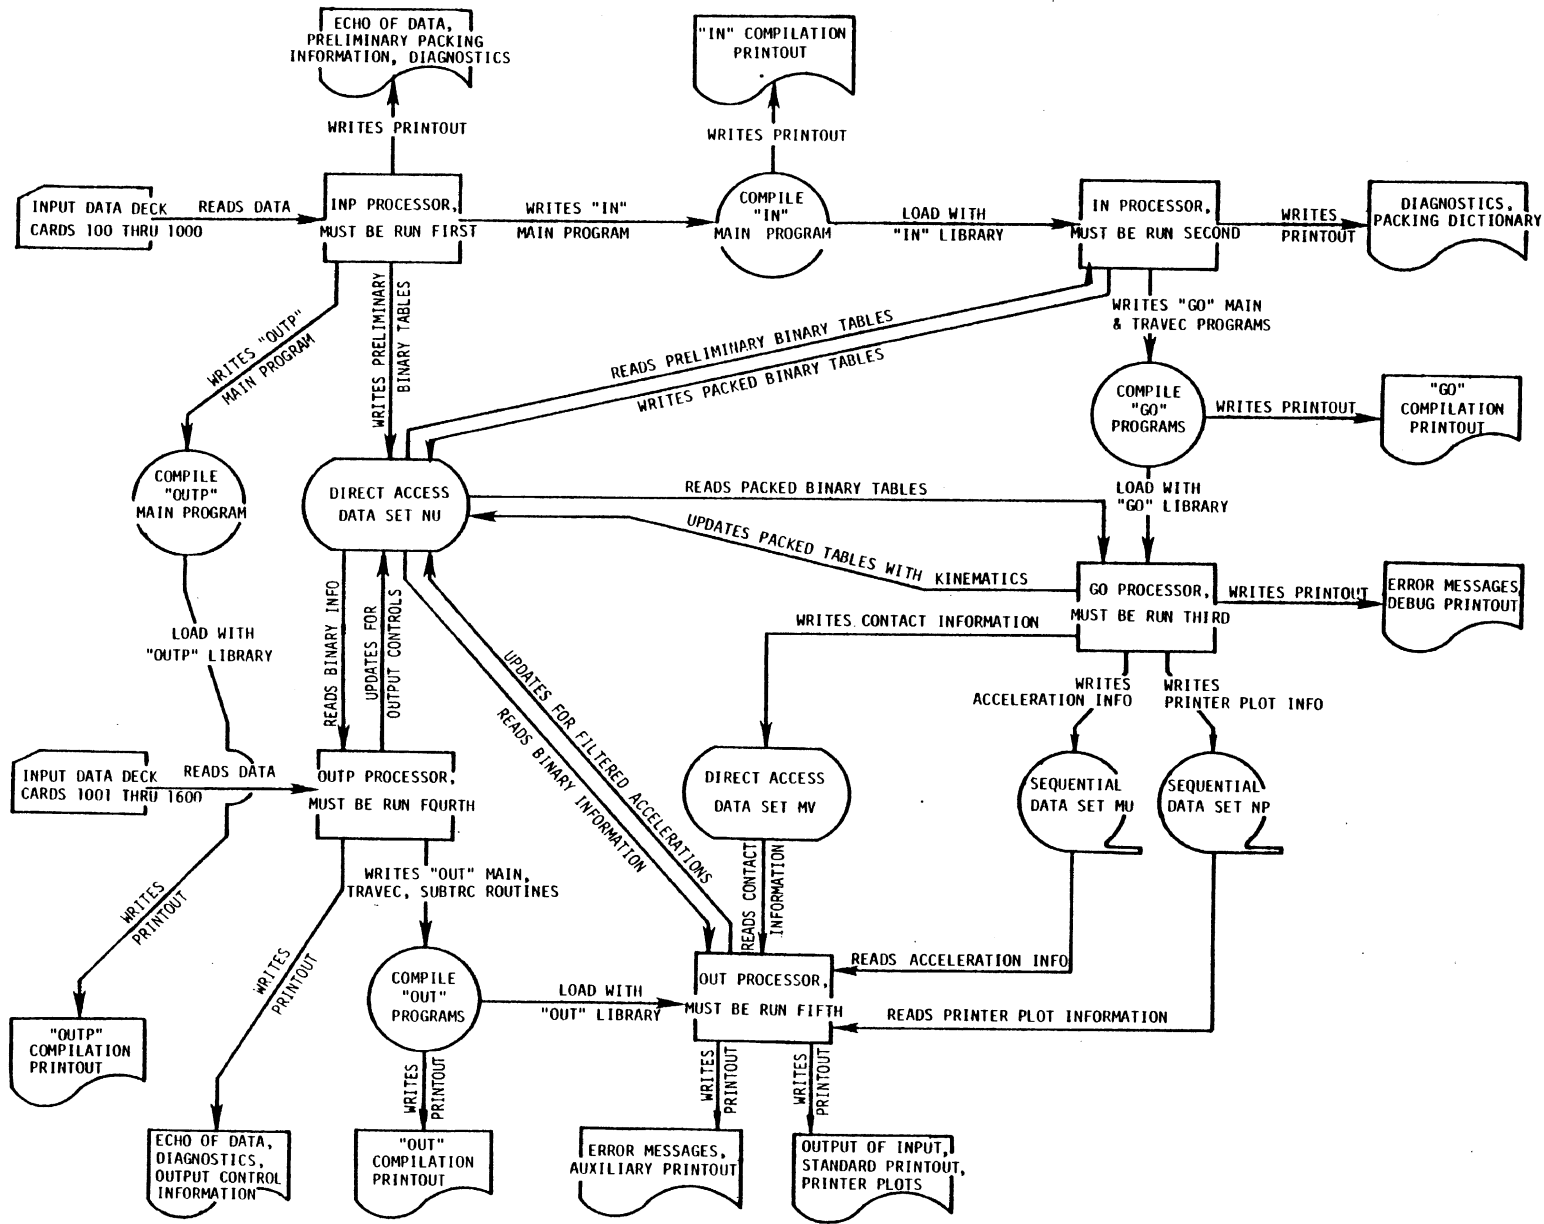 ECHO OF DATA,
PRELIMINARY PACKING
INFORMATION, DIAGNOSTICS
"IN" COMPILATION
PRINTOUT
WRITES PRINTOUT
WRITES PRINTOUT
INPUT DATA DECK
CARDS 100 THRU 1000
READS DATA
INP PROCESSOR,
MUST BE RUN FIRST
WRITES "IN"
MAIN PROGRAM
COMPILE
"IN"
MAIN PROGRAM
LOAD WITH
"IN" LIBRARY
IN PROCESSOR,
MUST BE RUN SECOND
WRITES
PRINTOUT
DIAGNOSTICS,
PACKING DICTIONARY
WRITES "OUTP"
MAIN PROGRAM
WRITES PRELIMINARY
BINARY TABLES
READS PRELIMINARY BINARY TABLES
WRITES PACKED BINARY TABLES
WRITES "GO" MAIN
& TRAVEC PROGRAMS
COMPILE
"GO"
PROGRAMS
WRITES PRINTOUT
"GO"
COMPILATION
PRINTOUT
COMPILE
"OUTP"
MAIN PROGRAM
DIRECT ACCESS
DATA SET NU
READS PACKED BINARY TABLES
LOAD WITH
"GO" LIBRARY
UPDATES PACKED TABLES WITH KINEMATICS
GO PROCESSOR,
MUST BE RUN THIRD
WRITES PRINTOUT
ERROR MESSAGES
DEBUG PRINTOUT
WRITES CONTACT INFORMATION
LOAD WITH
"OUTP" LIBRARY
READS BINARY INFO
UPDATES FOR
OUTPUT CONTROLS
UPDATES FOR FILTERED ACCELERATIONS
READS BINARY INFORMATION
WRITES
ACCELERATION INFO
WRITES
PRINTER PLOT INFO
INPUT DATA DECK
CARDS 1001 THRU 1600
READS DATA
OUTP PROCESSOR,
MUST BE RUN FOURTH
DIRECT ACCESS
DATA SET MV
SEQUENTIAL
DATA SET MU
SEQUENTIAL
DATA SET NP
WRITES
PRINTOUT
WRITES "OUT" MAIN,
TRAVEC, SUBTRC ROUTINES
READS CONTACT
INFORMATION
WRITES
PRINTOUT
COMPILE
"OUT"
PROGRAMS
LOAD WITH
"OUT" LIBRARY
OUT PROCESSOR,
MUST BE RUN FIFTH
READS ACCELERATION INFO
READS PRINTER PLOT INFORMATION
"OUTP"
COMPILATION
PRINTOUT
WRITES
PRINTOUT
WRITES
PRINTOUT
WRITES
PRINTOUT
ECHO OF DATA,
DIAGNOSTICS,
OUTPUT CONTROL
INFORMATION
"OUT"
COMPILATION
PRINTOUT
ERROR MESSAGES,
AUXILIARY PRINTOUT
OUTPUT OF INPUT,
STANDARD PRINTOUT,
PRINTER PLOTS